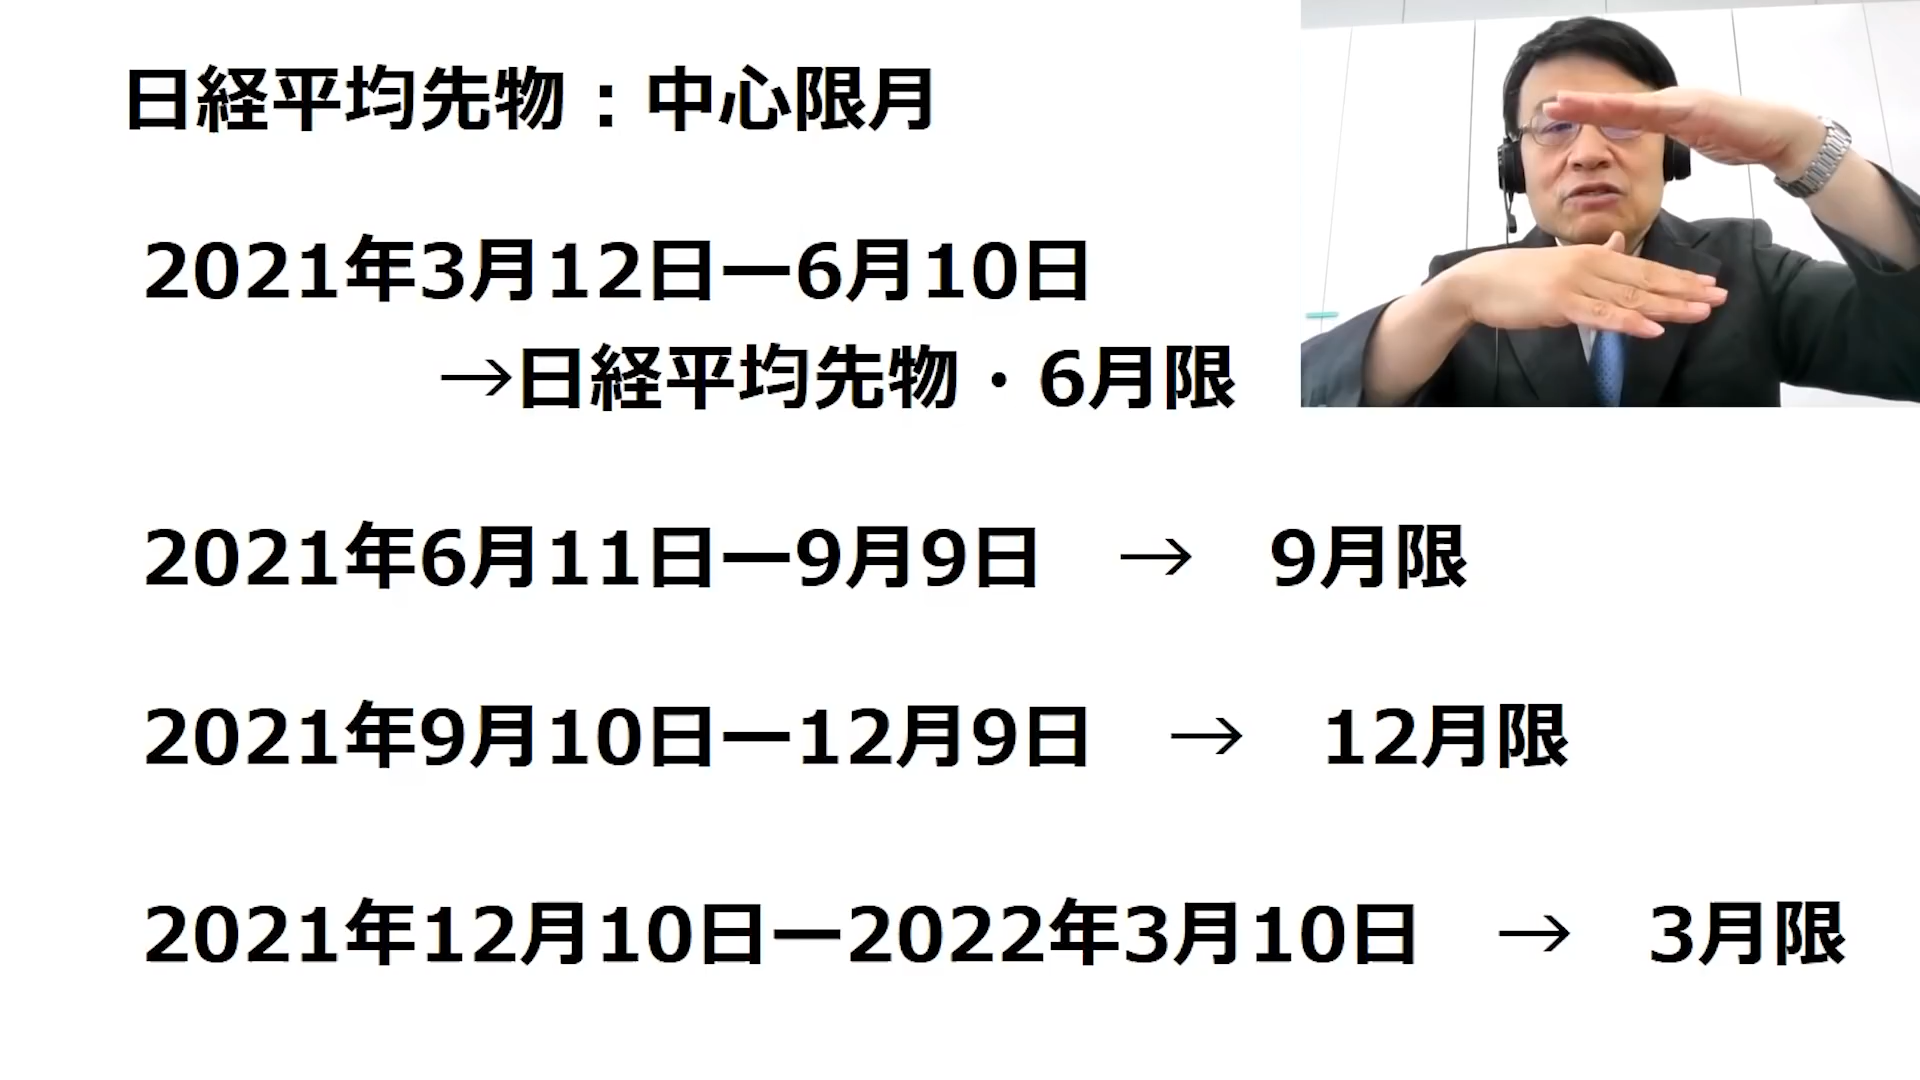 日経平均先物：中心限月
2021年3月12日ー6月10日
→日経平均先物・6月限
2021年6月11日ー9月9日　→　9月限
2021年9月10日ー12月9日　→　12月限
2021年12月10日ー2022年3月10日　→　3月限